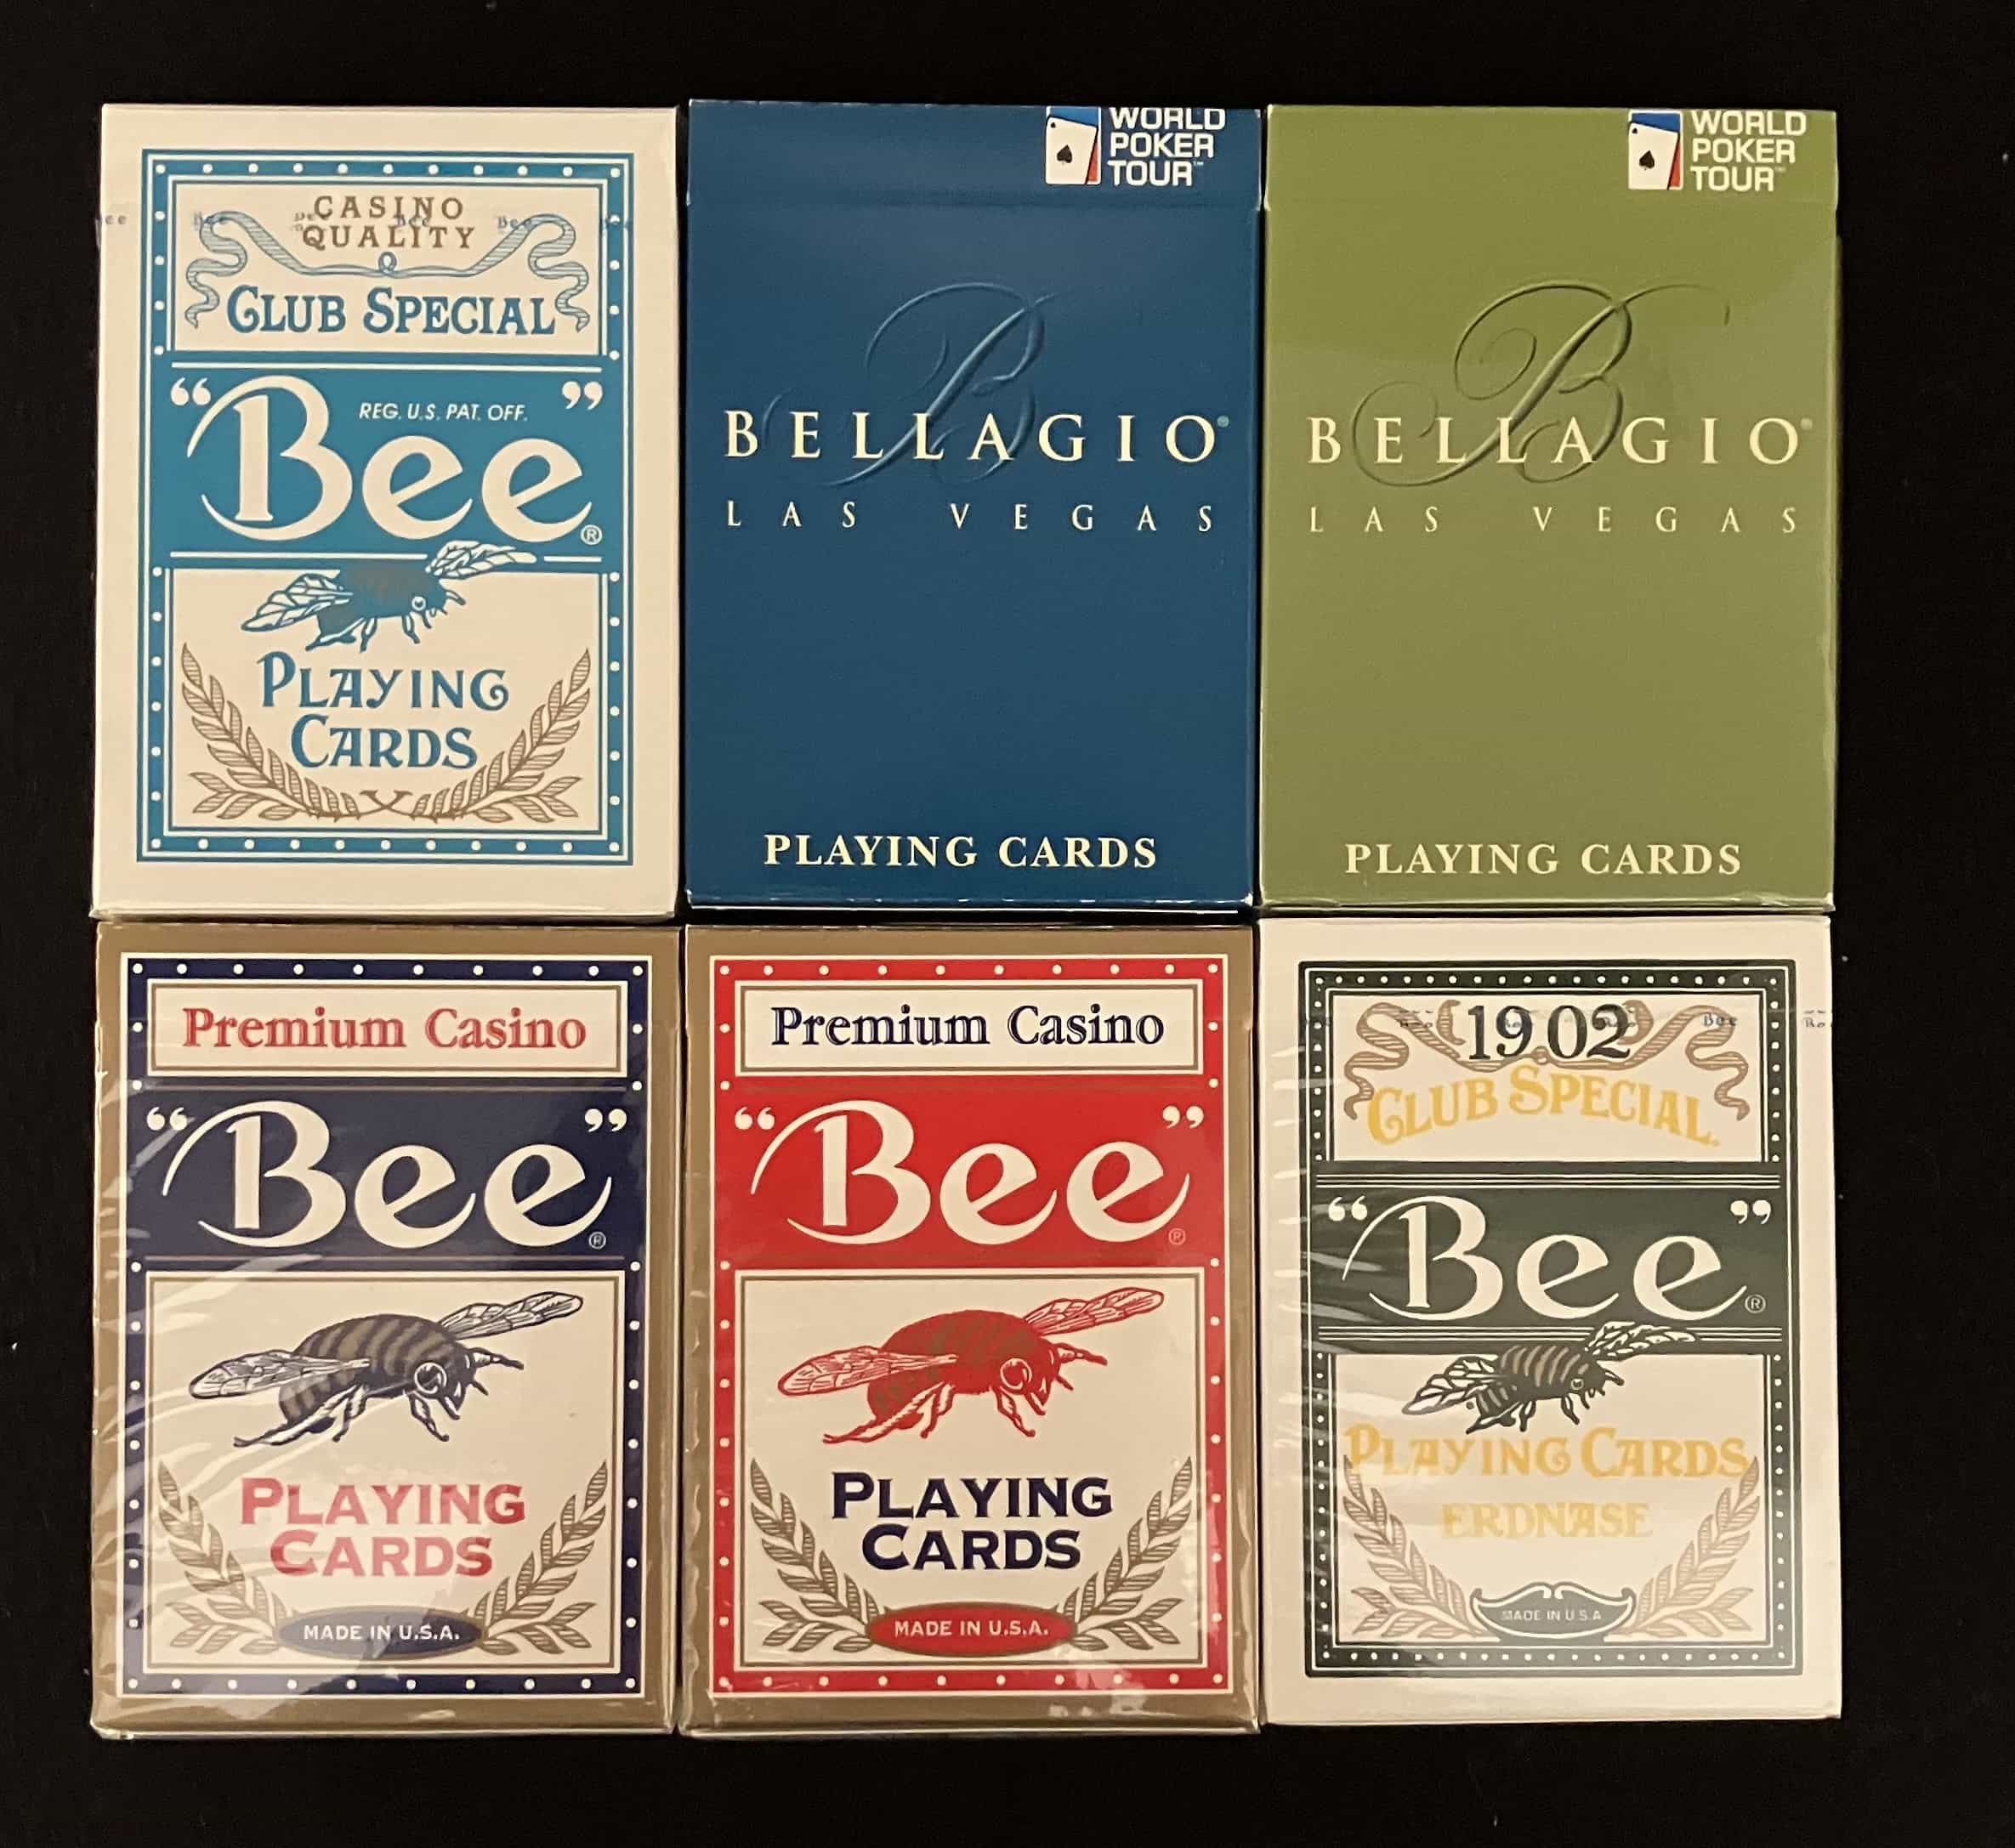 CASINO
QUALITY
CLUB SPECIAL
“Bee”
REG. U.S. PAT. OFF.
®
PLAYING
CARDS
WORLD
POKER
TOUR™
B
BELLAGIO®
LAS VEGAS
PLAYING CARDS
WORLD
POKER
TOUR™
B
BELLAGIO®
LAS VEGAS
PLAYING CARDS
Premium Casino
“Bee”
®
PLAYING
CARDS
MADE IN U.S.A.
Premium Casino
“Bee”
®
PLAYING
CARDS
MADE IN U.S.A.
1902
CLUB SPECIAL
“Bee”
®
PLAYING CARDS
ERDNASE
MADE IN U.S.A